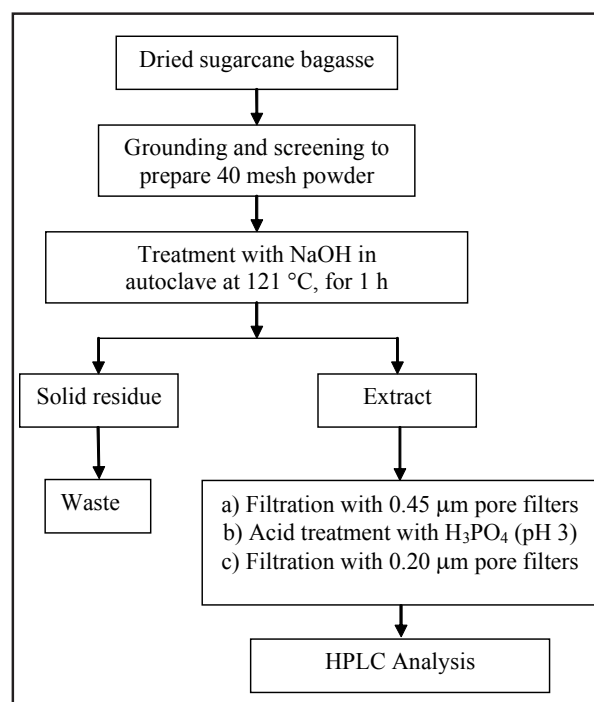 Dried sugarcane bagasse
Grounding and screening to
prepare 40 mesh powder
Treatment with NaOH in
autoclave at 121 °C, for 1 h
Solid residue
Extract
Waste
a) Filtration with 0.45 µm pore filters
b) Acid treatment with H₃PO₄ (pH 3)
c) Filtration with 0.20 µm pore filters
HPLC Analysis